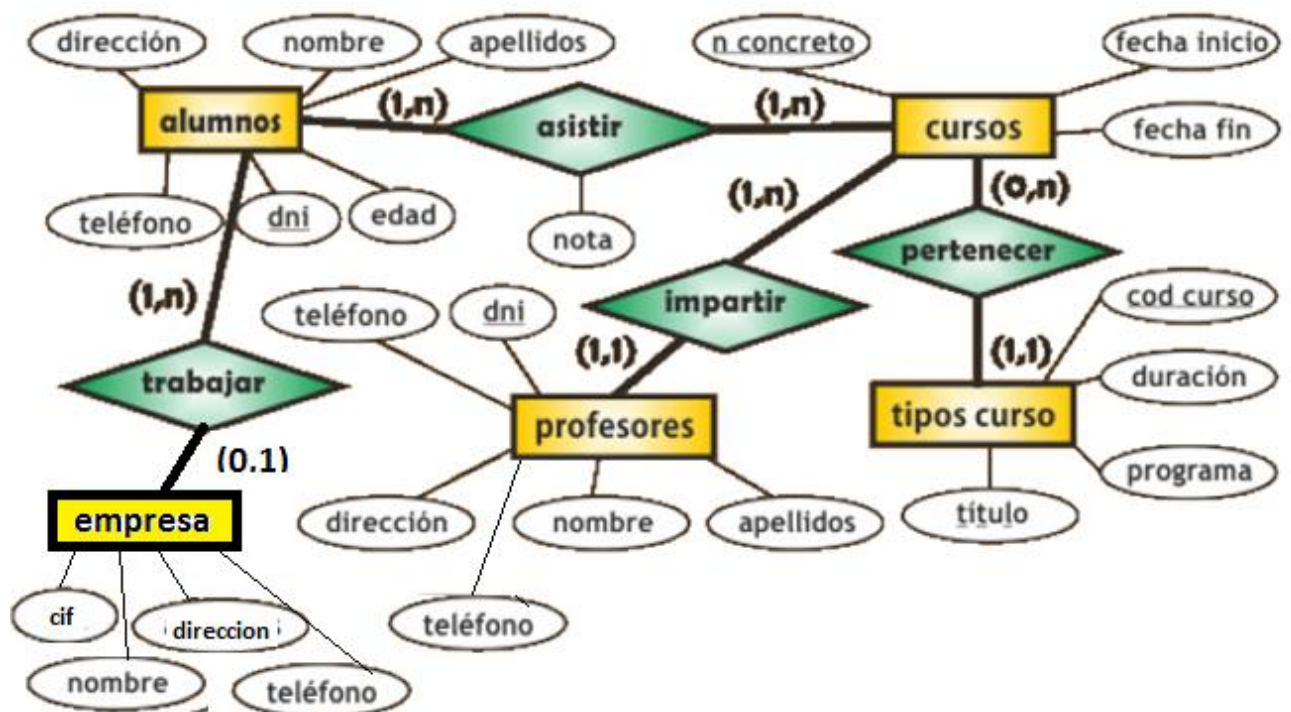 dirección
nombre
apellidos
n concreto
fecha inicio
alumnos
(1,n)
asistir
(1,n)
cursos
fecha fin
teléfono
dni
edad
nota
(1,n)
(0,n)
pertenecer
(1,n)
teléfono
dni
impartir
cod curso
trabajar
(1,1)
(1,1)
duración
profesores
tipos curso
(0.1)
programa
empresa
dirección
nombre
apellidos
título
cif
direccion
teléfono
nombre
teléfono